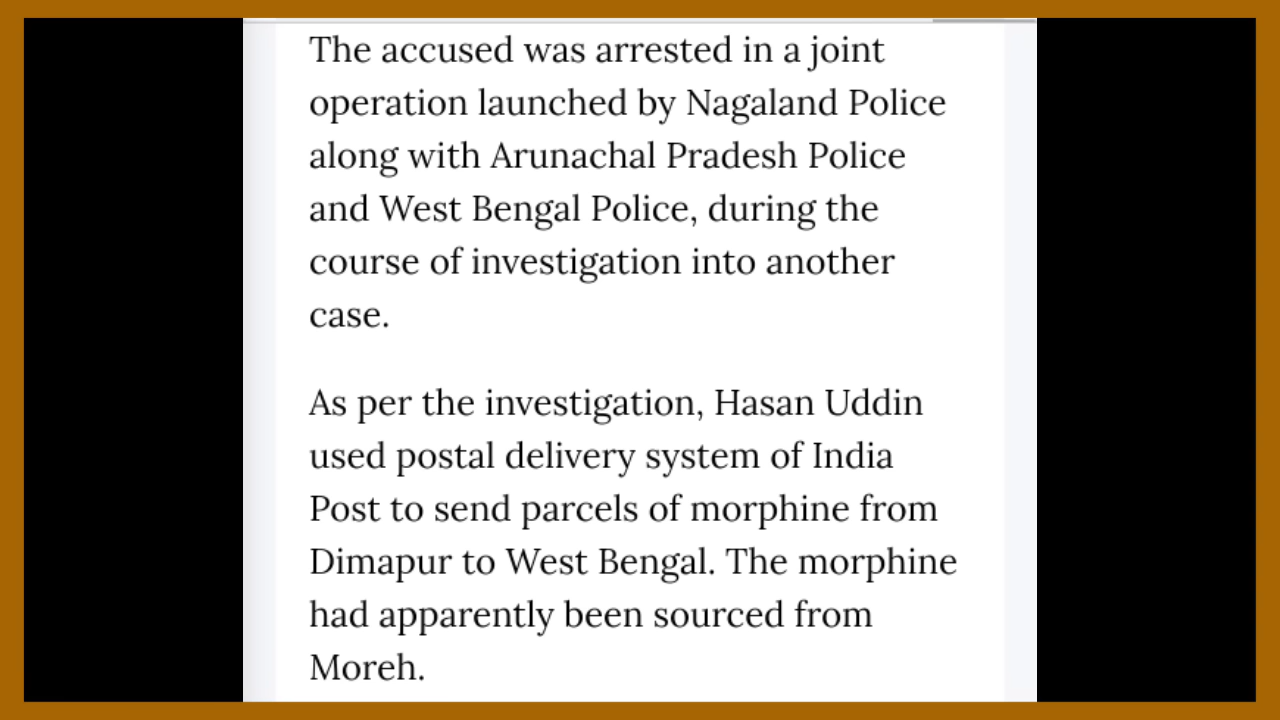 The accused was arrested in a joint
operation launched by Nagaland Police
along with Arunachal Pradesh Police
and West Bengal Police, during the
course of investigation into another
case.
As per the investigation, Hasan Uddin
used postal delivery system of India
Post to send parcels of morphine from
Dimapur to West Bengal. The morphine
had apparently been sourced from
Moreh.